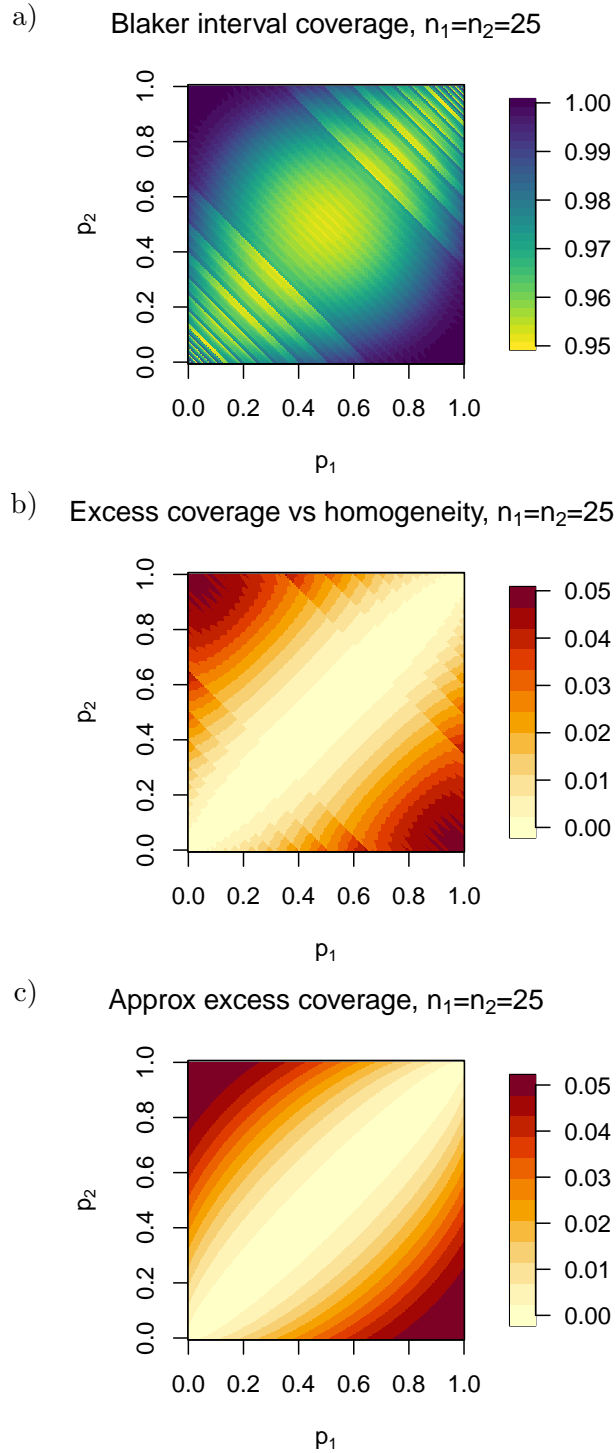 a)
Blaker interval coverage, n₁=n₂=25
p₂
0.0 0.2 0.4 0.6 0.8 1.0
0.0 0.2 0.4 0.6 0.8 1.0
p₁
1.00
0.99
0.98
0.97
0.96
0.95
b)
Excess coverage vs homogeneity, n₁=n₂=25
p₂
0.0 0.2 0.4 0.6 0.8 1.0
0.0 0.2 0.4 0.6 0.8 1.0
p₁
0.05
0.04
0.03
0.02
0.01
0.00
c)
Approx excess coverage, n₁=n₂=25
p₂
0.0 0.2 0.4 0.6 0.8 1.0
0.0 0.2 0.4 0.6 0.8 1.0
p₁
0.05
0.04
0.03
0.02
0.01
0.00